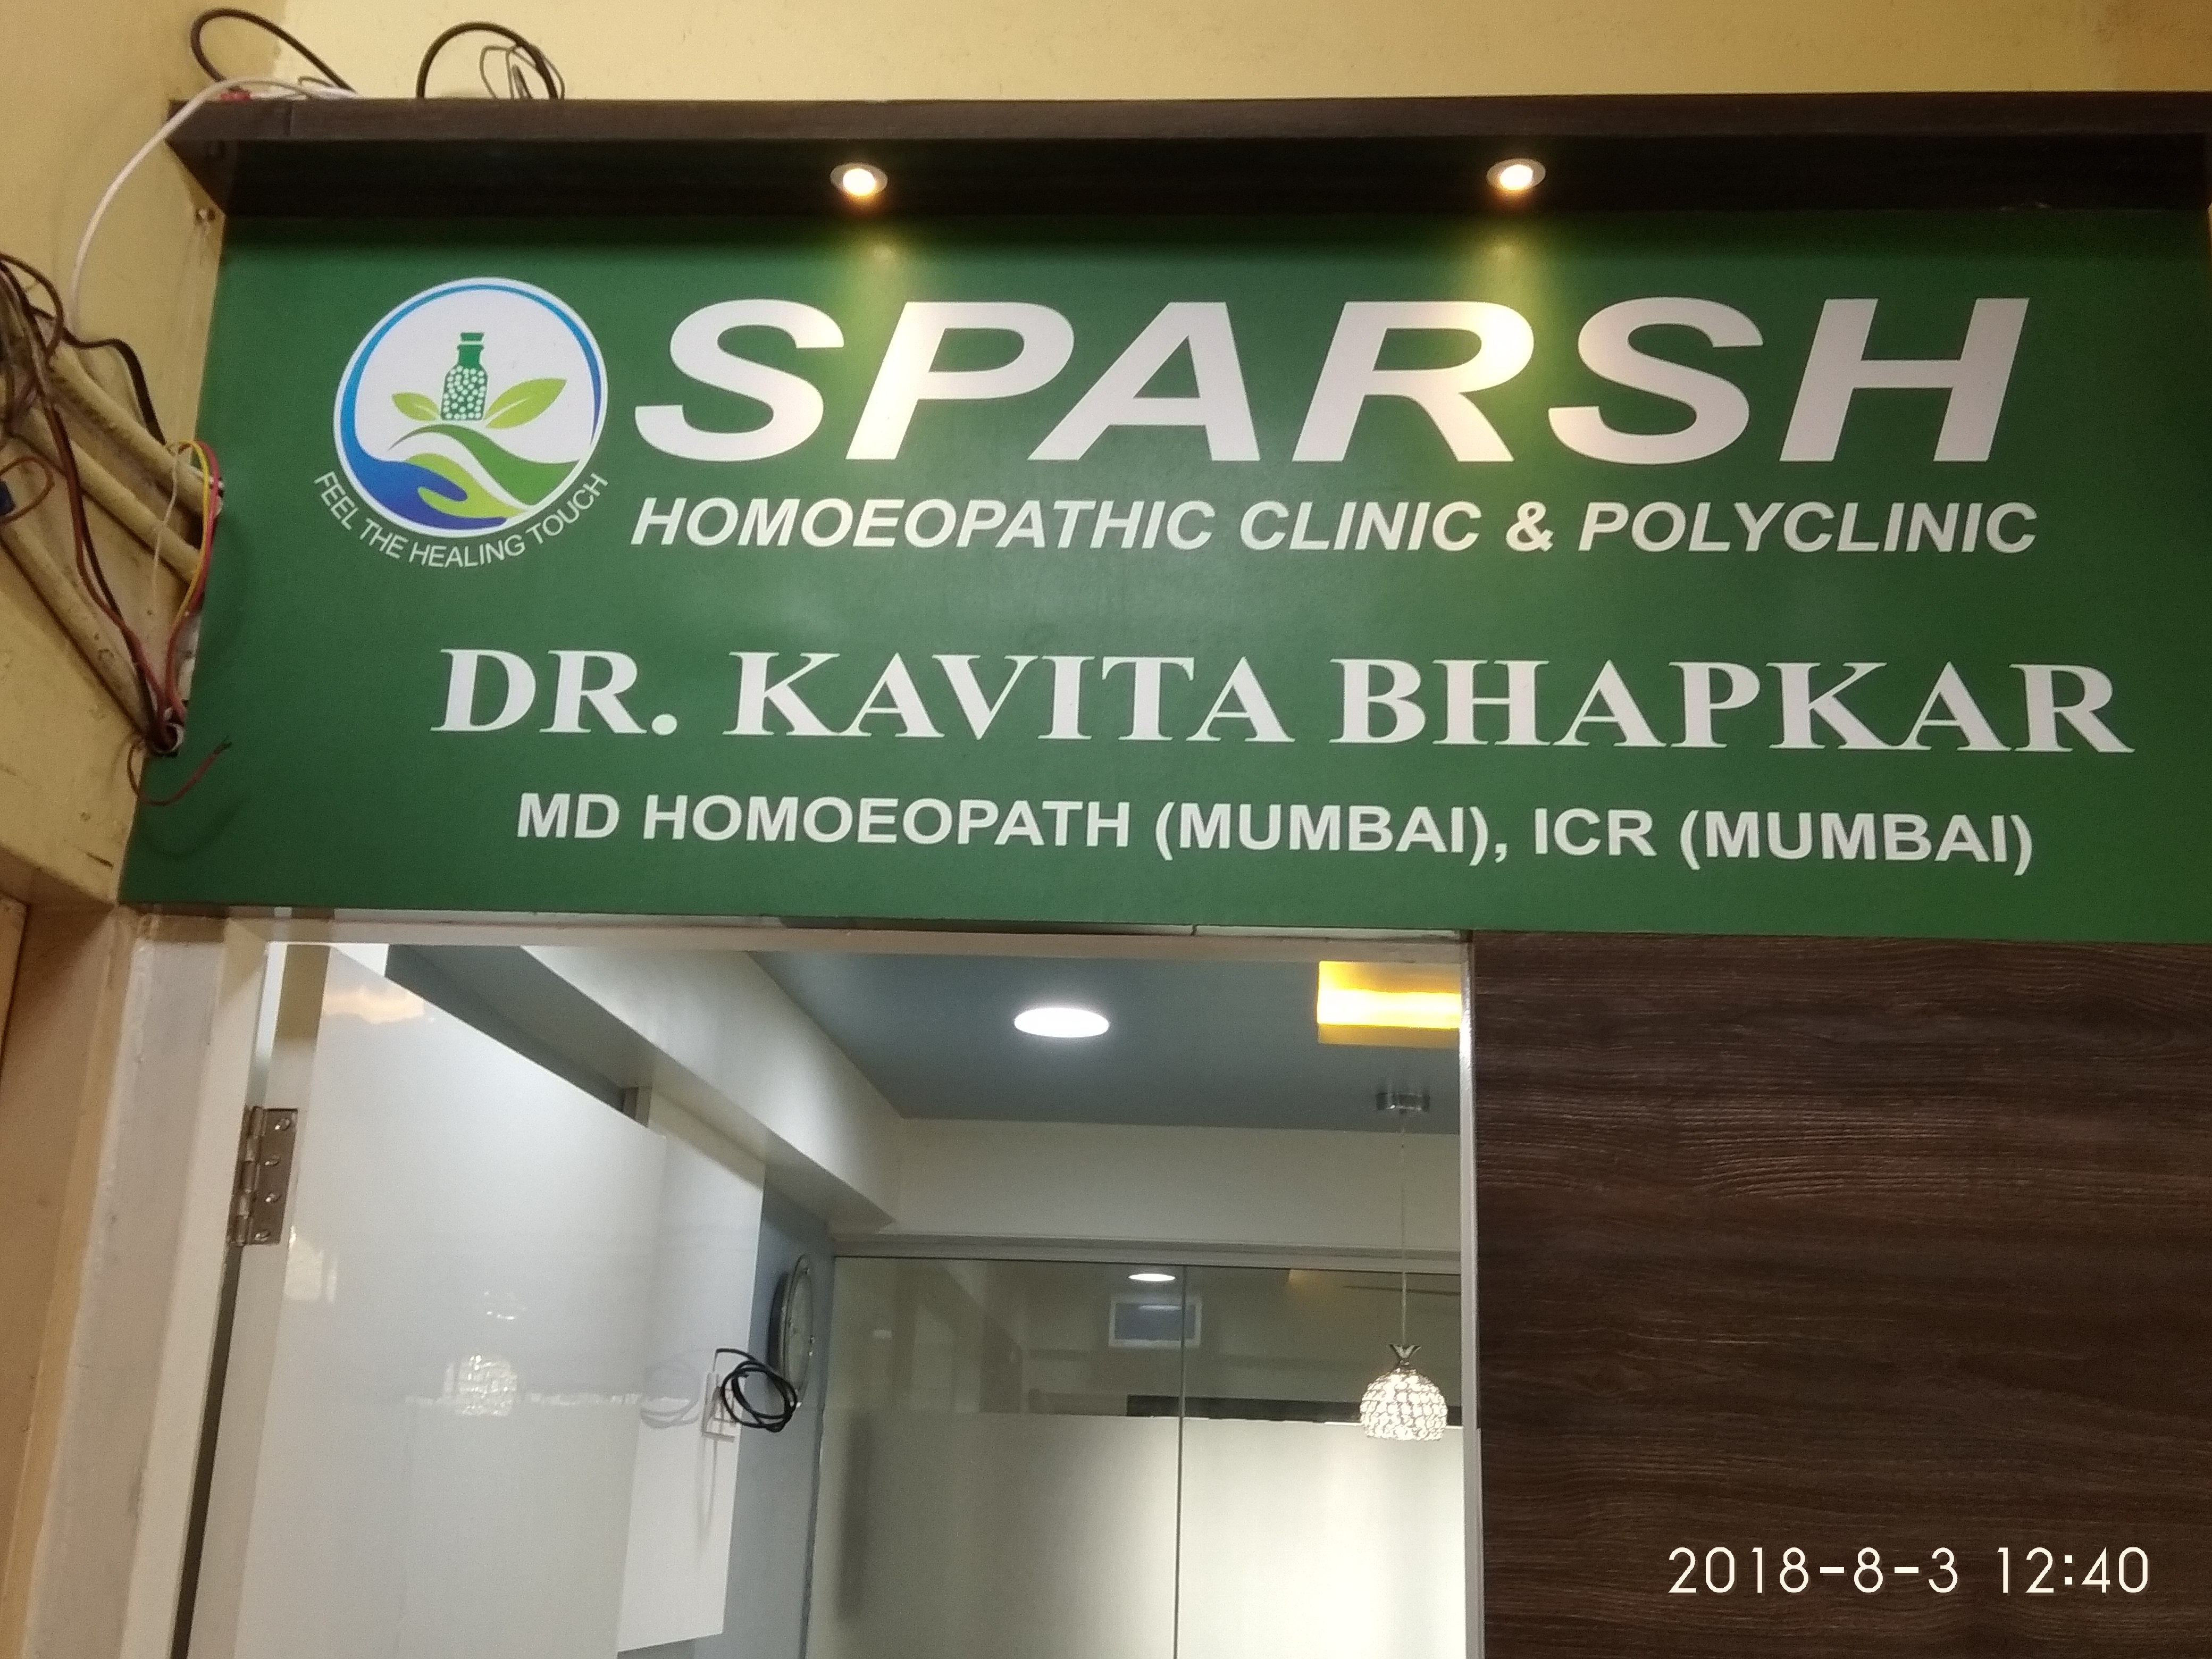 SPARSH
FEEL THE HEALING TOUCH
HOMOEOPATHIC CLINIC & POLYCLINIC
DR. KAVITA BHAPKAR
MD HOMOEOPATH (MUMBAI), ICR (MUMBAI)
2018-8-3 12:40